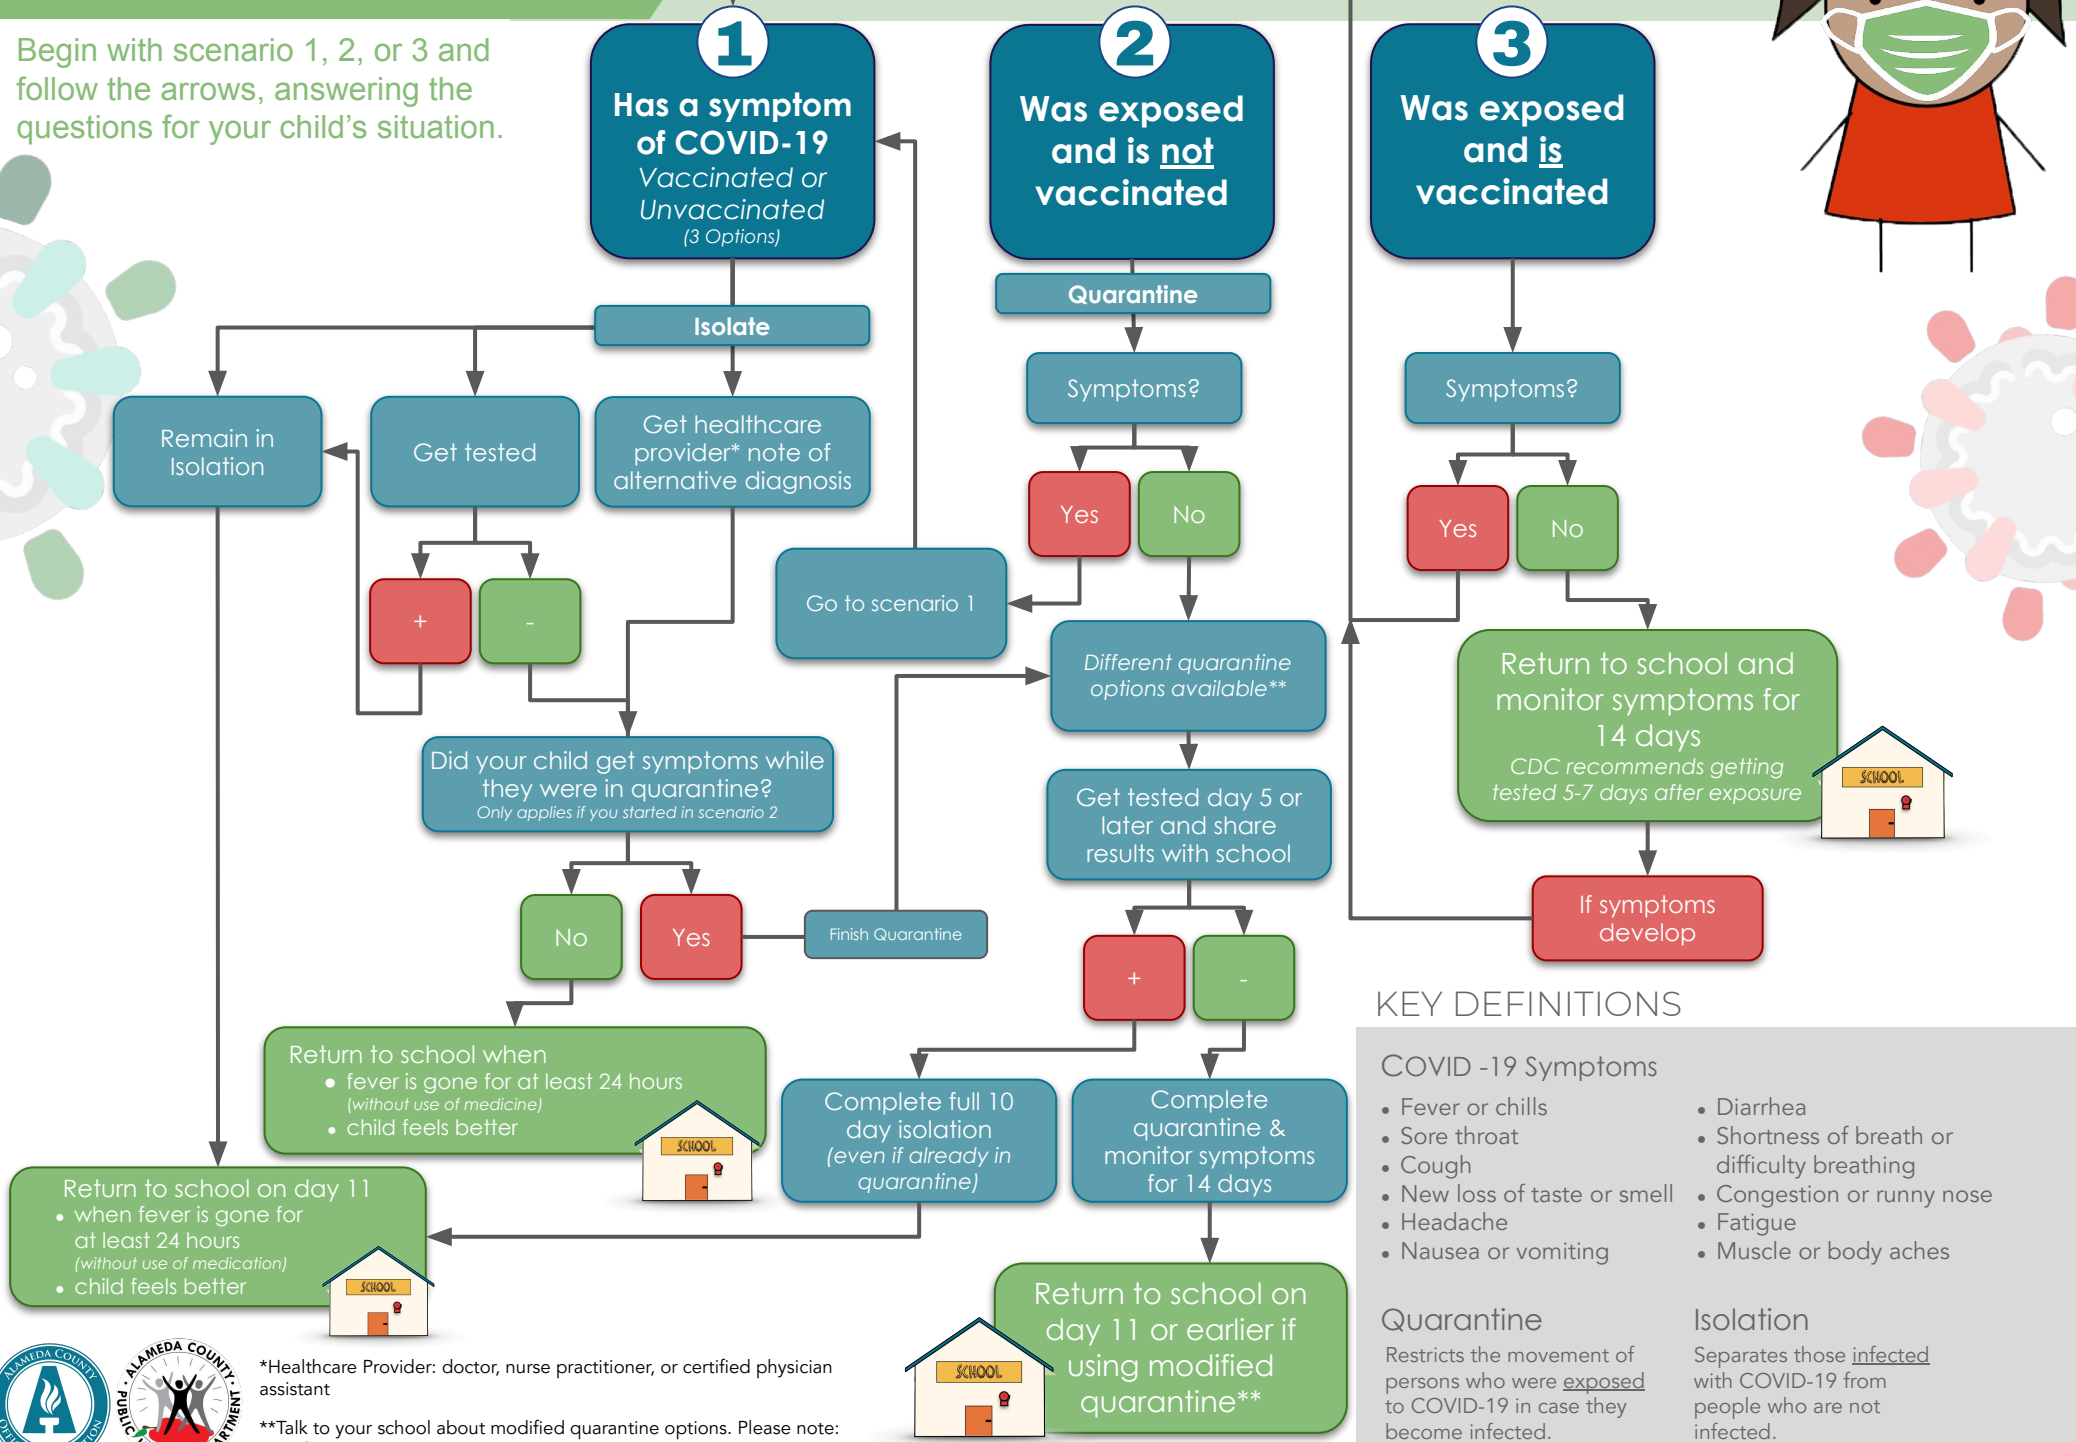 Begin with scenario 1, 2, or 3 and
follow the arrows, answering the
questions for your child's situation.
1
Has a symptom
of COVID-19
Vaccinated or
Unvaccinated
(3 Options)
2
Was exposed
and is not
vaccinated
3
Was exposed
and is
vaccinated
Isolate
Quarantine
Remain in
Isolation
Get tested
Get healthcare
provider* note of
alternative diagnosis
Symptoms?
Symptoms?
Yes
No
Yes
No
+
-
Go to scenario 1
Different quarantine
options available**
Return to school and
monitor symptoms for
14 days
CDC recommends getting
tested 5-7 days after exposure
SCHOOL
Did your child get symptoms while
they were in quarantine?
Only applies if you started in scenario 2
Get tested day 5 or
later and share
results with school
No
Yes
Finish Quarantine
If symptoms
develop
+
-
Return to school when
• fever is gone for at least 24 hours
(without use of medicine)
• child feels better
SCHOOL
Complete full 10
day isolation
(even if already in
quarantine)
Complete
quarantine &
monitor symptoms
for 14 days
Return to school on day 11
• when fever is gone for
at least 24 hours
(without use of medication)
• child feels better
SCHOOL
Return to school on
day 11 or earlier if
using modified
quarantine**
SCHOOL
KEY DEFINITIONS
COVID -19 Symptoms
• Fever or chills
• Sore throat
• Cough
• New loss of taste or smell
• Headache
• Nausea or vomiting
• Diarrhea
• Shortness of breath or
difficulty breathing
• Congestion or runny nose
• Fatigue
• Muscle or body aches
Quarantine
Restricts the movement of
persons who were exposed
to COVID-19 in case they
become infected.
Isolation
Separates those infected
with COVID-19 from
people who are not
infected.
ALAMEDA COUNTY
ALAMEDA COUNTY
PUBLIC
*Healthcare Provider: doctor, nurse practitioner, or certified physician
assistant
**Talk to your school about modified quarantine options. Please note: